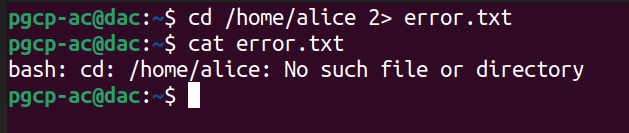 pgcp-ac@dac:~$ cd /home/alice 2> error.txt
pgcp-ac@dac:~$ cat error.txt
bash: cd: /home/alice: No such file or directory
pgcp-ac@dac:~$